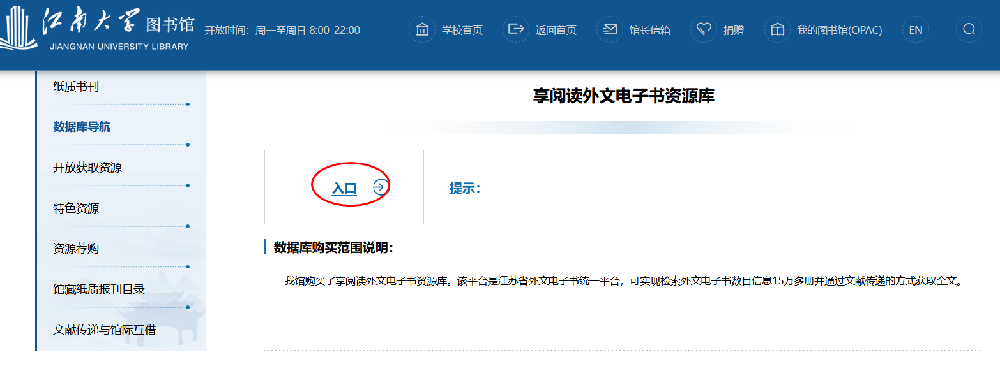 江南大学 图书馆
JIANGNAN UNIVERSITY LIBRARY
开放时间：周一至周日 8:00-22:00
学校首页
返回首页
馆长信箱
捐赠
我的图书馆(OPAC)
EN
纸质书刊
数据库导航
开放获取资源
特色资源
资源荐购
馆藏纸质报刊目录
文献传递与馆际互借
享阅读外文电子书资源库
入口
提示：
数据库购买范围说明：
我馆购买了享阅读外文电子书资源库。该平台是江苏省外文电子书统一平台，可实现检索外文电子书数目信息15万多册并通过文献传递的方式获取全文。